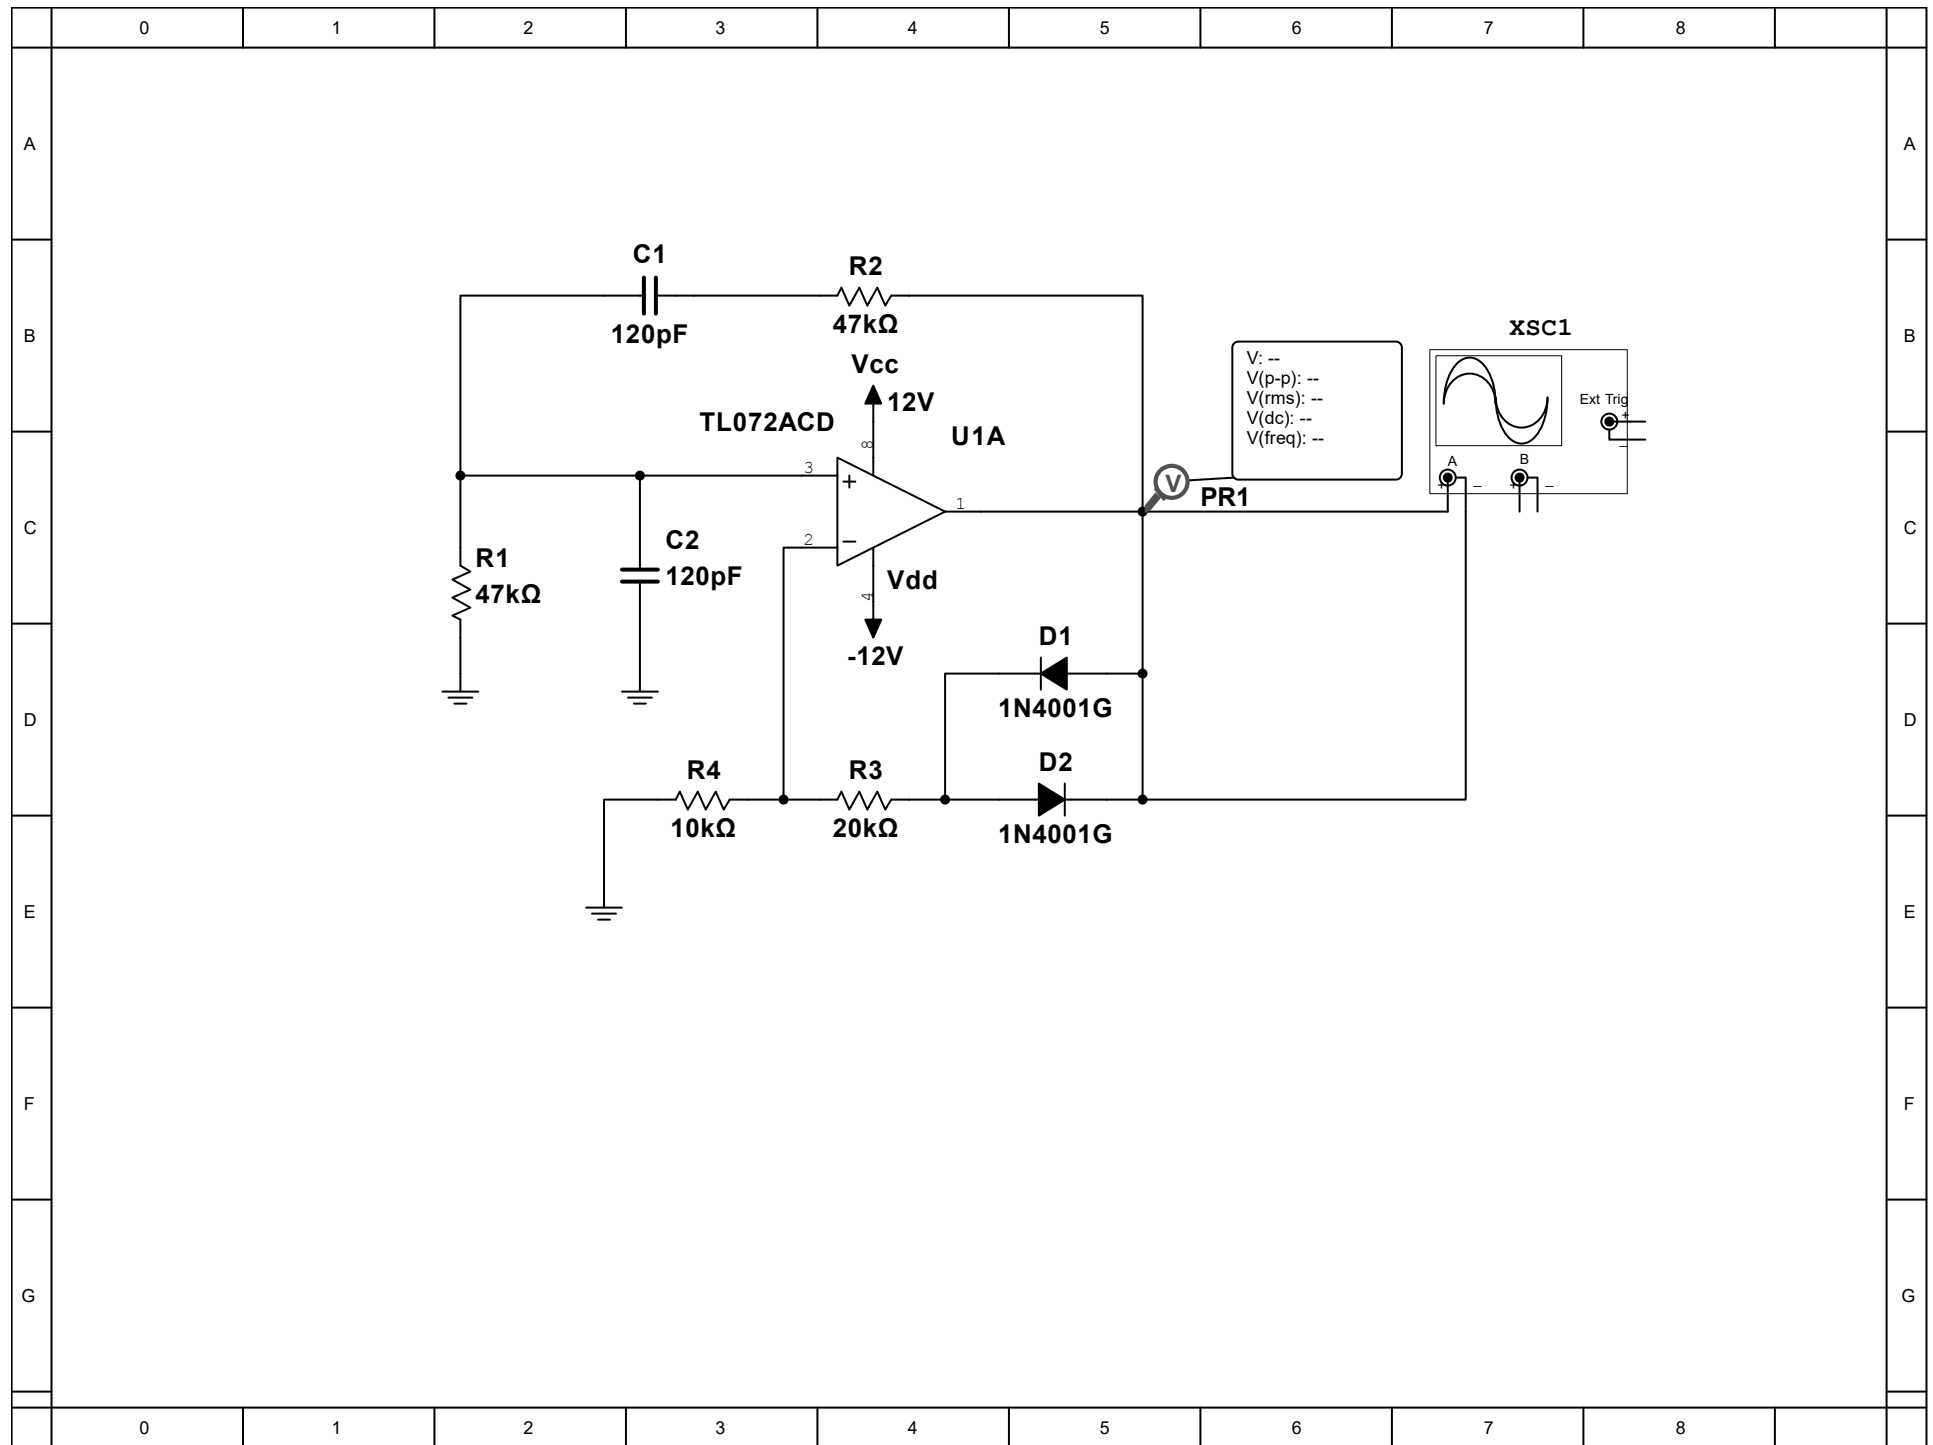 0 1 2 3 4 5 6 7 8
A A
C1
R2
120pF
47kΩ
B B
XSC1
Vcc
12V
V: --
V(p-p): --
V(rms): --
V(dc): --
V(freq): --
Ext Trig
+
_
TL072ACD
U1A
8
A
B
+ _ + _
3
+
1
PR1
V
2
−
C C
C2
120pF
R1
47kΩ
4
Vdd
-12V
D1
1N4001G
D D
R4
10kΩ
R3
20kΩ
D2
1N4001G
E E
F F
G G
0 1 2 3 4 5 6 7 8